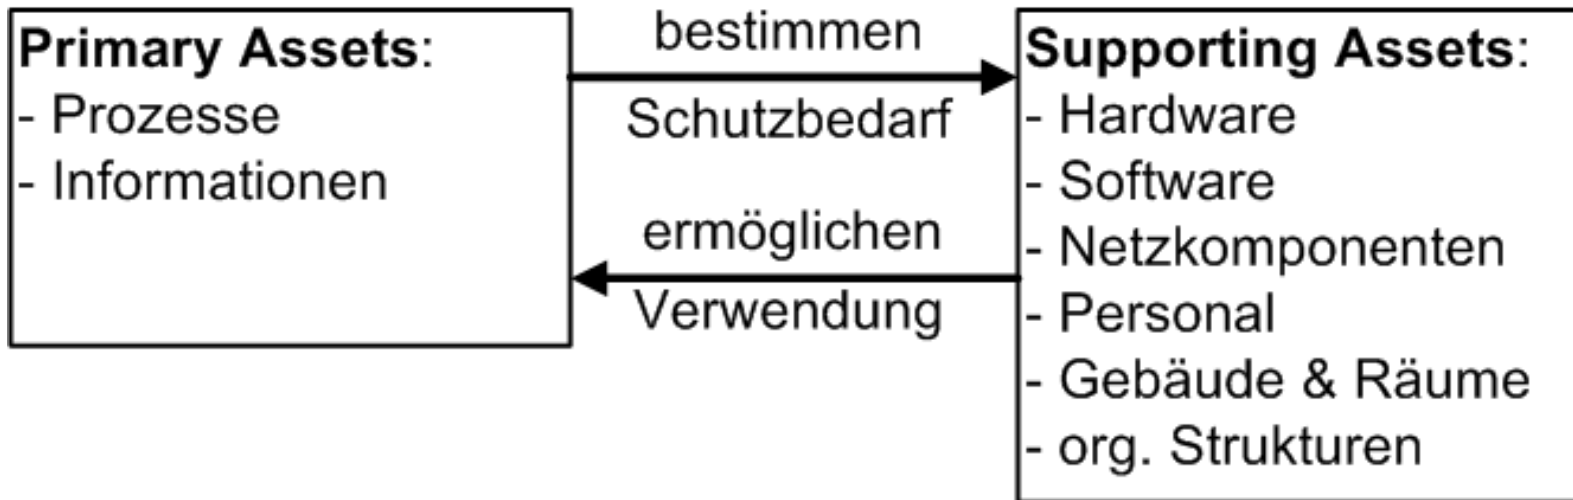 Primary Assets:
- Prozesse
- Informationen
bestimmen
Schutzbedarf
ermöglichen
Verwendung
Supporting Assets:
- Hardware
- Software
- Netzkomponenten
- Personal
- Gebäude & Räume
- org. Strukturen